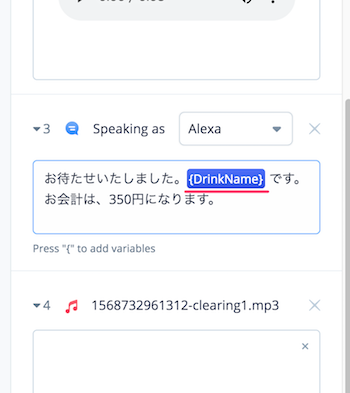 3 Speaking as Alexa
お待たせいたしました。{DrinkName} です。
お会計は、350円になります。
Press "{" to add variables
4 1568732961312-clearing1.mp3